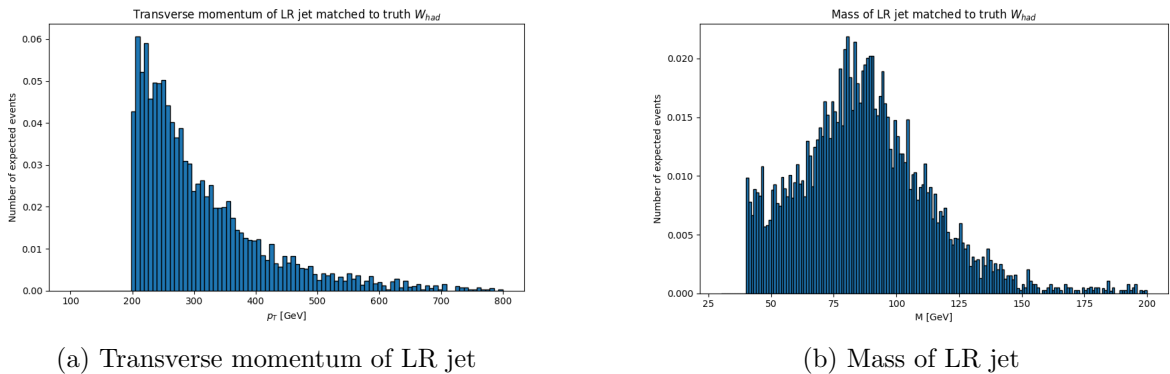 Transverse momentum of LR jet matched to truth W_had
Number of expected events
0.06
0.05
0.04
0.03
0.02
0.01
0.00
100 200 300 400 500 600 700 800
p_T [GeV]
(a) Transverse momentum of LR jet
Mass of LR jet matched to truth W_had
Number of expected events
0.020
0.015
0.010
0.005
0.000
25 50 75 100 125 150 175 200
M [GeV]
(b) Mass of LR jet